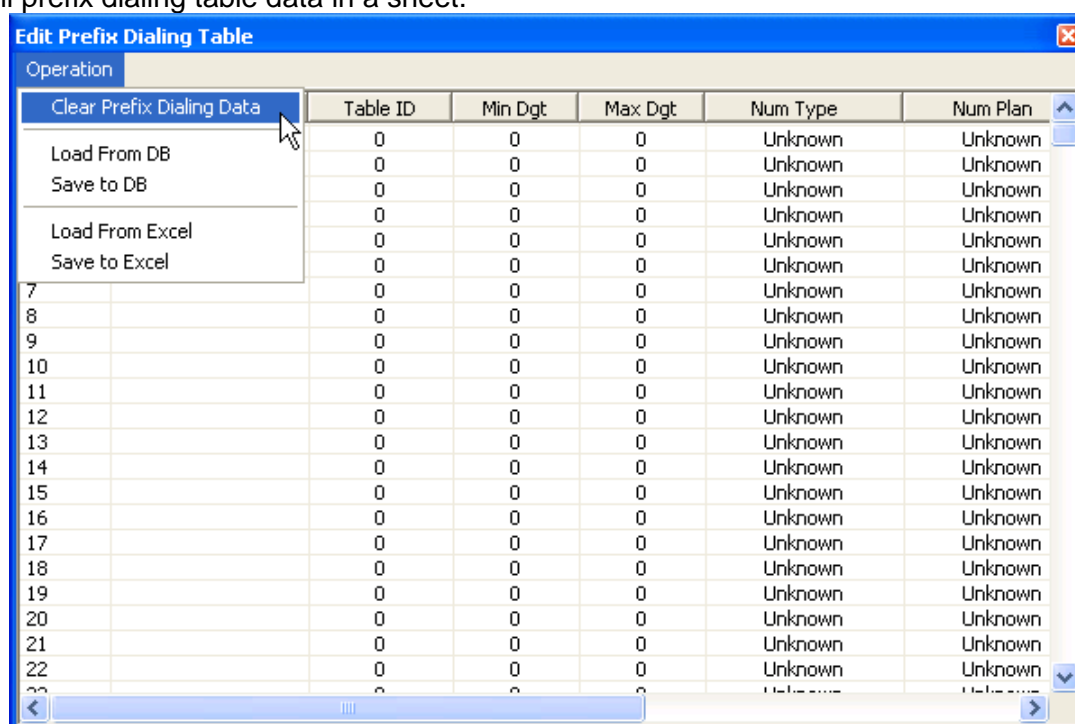 prefix dialing table data in a sheet.
Edit Prefix Dialing Table
Operation
Clear Prefix Dialing Data Table ID Min Dgt Max Dgt Num Type Num Plan
0 0 0 Unknown Unknown
Load From DB 0 0 0 Unknown Unknown
Save to DB 0 0 0 Unknown Unknown
0 0 0 Unknown Unknown
Load From Excel 0 0 0 Unknown Unknown
Save to Excel 0 0 0 Unknown Unknown
7 0 0 0 Unknown Unknown
8 0 0 0 Unknown Unknown
9 0 0 0 Unknown Unknown
10 0 0 0 Unknown Unknown
11 0 0 0 Unknown Unknown
12 0 0 0 Unknown Unknown
13 0 0 0 Unknown Unknown
14 0 0 0 Unknown Unknown
15 0 0 0 Unknown Unknown
16 0 0 0 Unknown Unknown
17 0 0 0 Unknown Unknown
18 0 0 0 Unknown Unknown
19 0 0 0 Unknown Unknown
20 0 0 0 Unknown Unknown
21 0 0 0 Unknown Unknown
22 0 0 0 Unknown Unknown